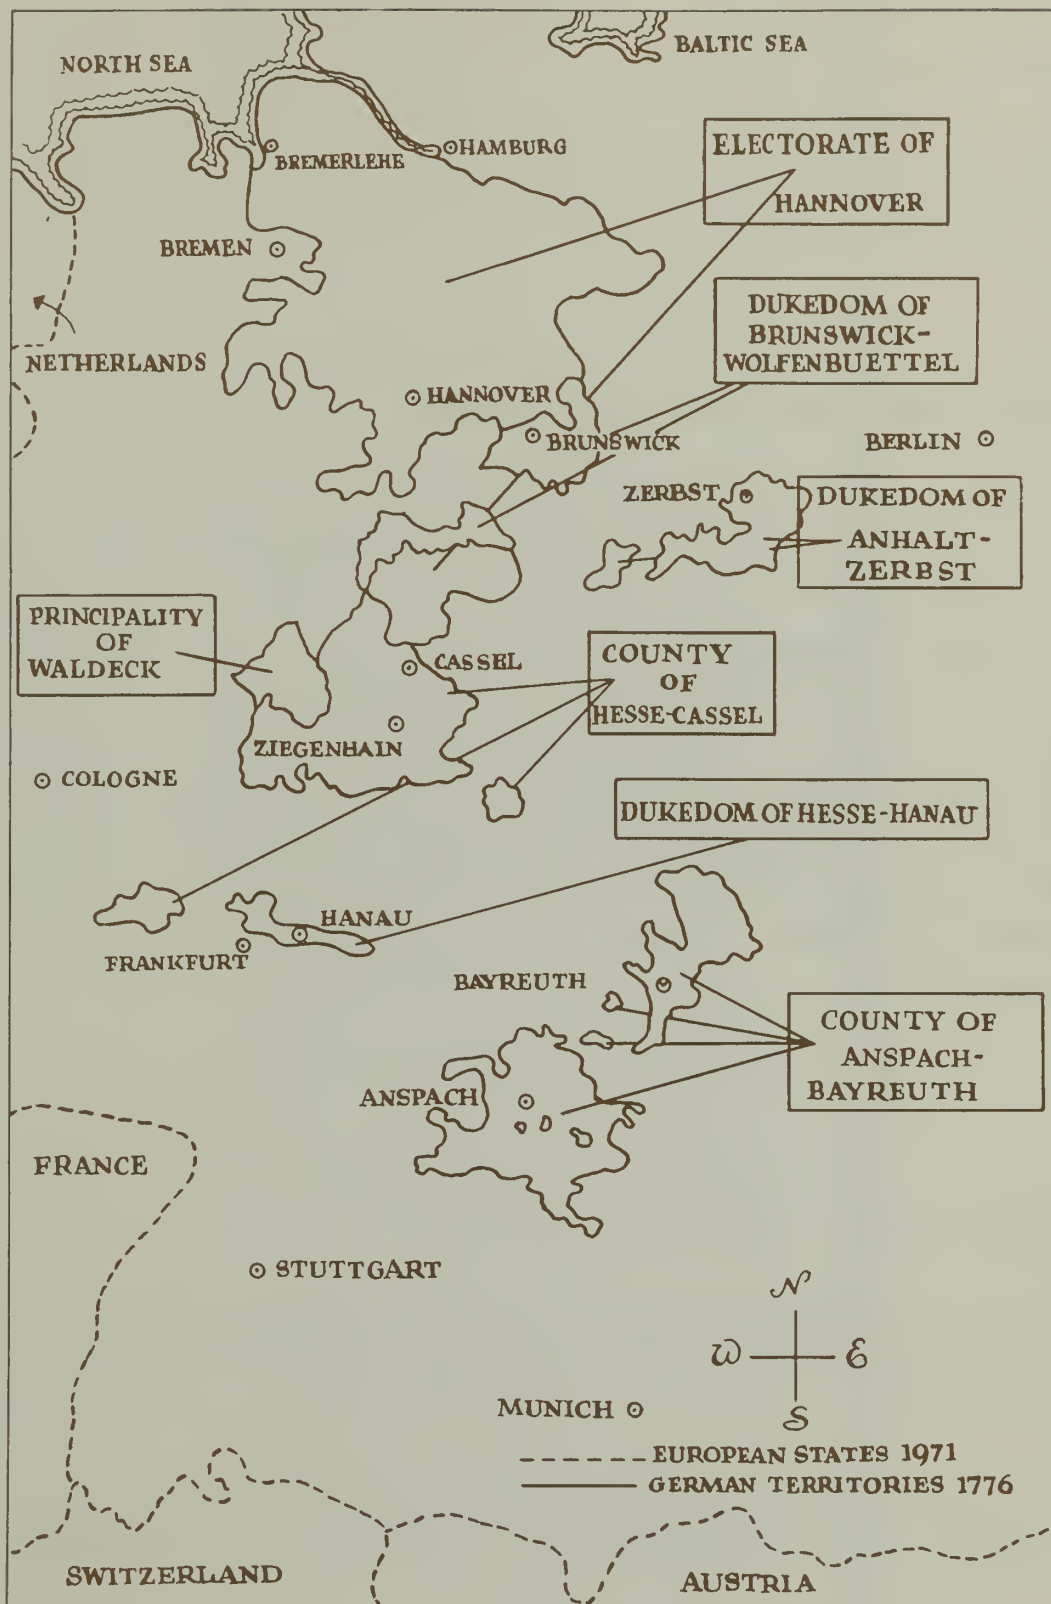 BALTIC SEA
NORTH SEA
BREMERLEHE
HAMBURG
ELECTORATE OF
HANNOVER
BREMEN
DUKEDOM OF
BRUNSWICK-
WOLFENBUETTEL
NETHERLANDS
HANNOVER
BRUNSWICK
BERLIN
ZERBST
DUKEDOM OF
ANHALT-
ZERBST
PRINCIPALITY
OF
WALDECK
CASSEL
COUNTY
OF
HESSE-CASSEL
ZIEGENHAIN
COLOGNE
DUKEDOM OF HESSE-HANAU
HANAU
FRANKFURT
BAYREUTH
COUNTY OF
ANSPACH-
BAYREUTH
ANSPACH
FRANCE
STUTTGART
N
W E
S
MUNICH
EUROPEAN STATES 1971
GERMAN TERRITORIES 1776
SWITZERLAND
AUSTRIA